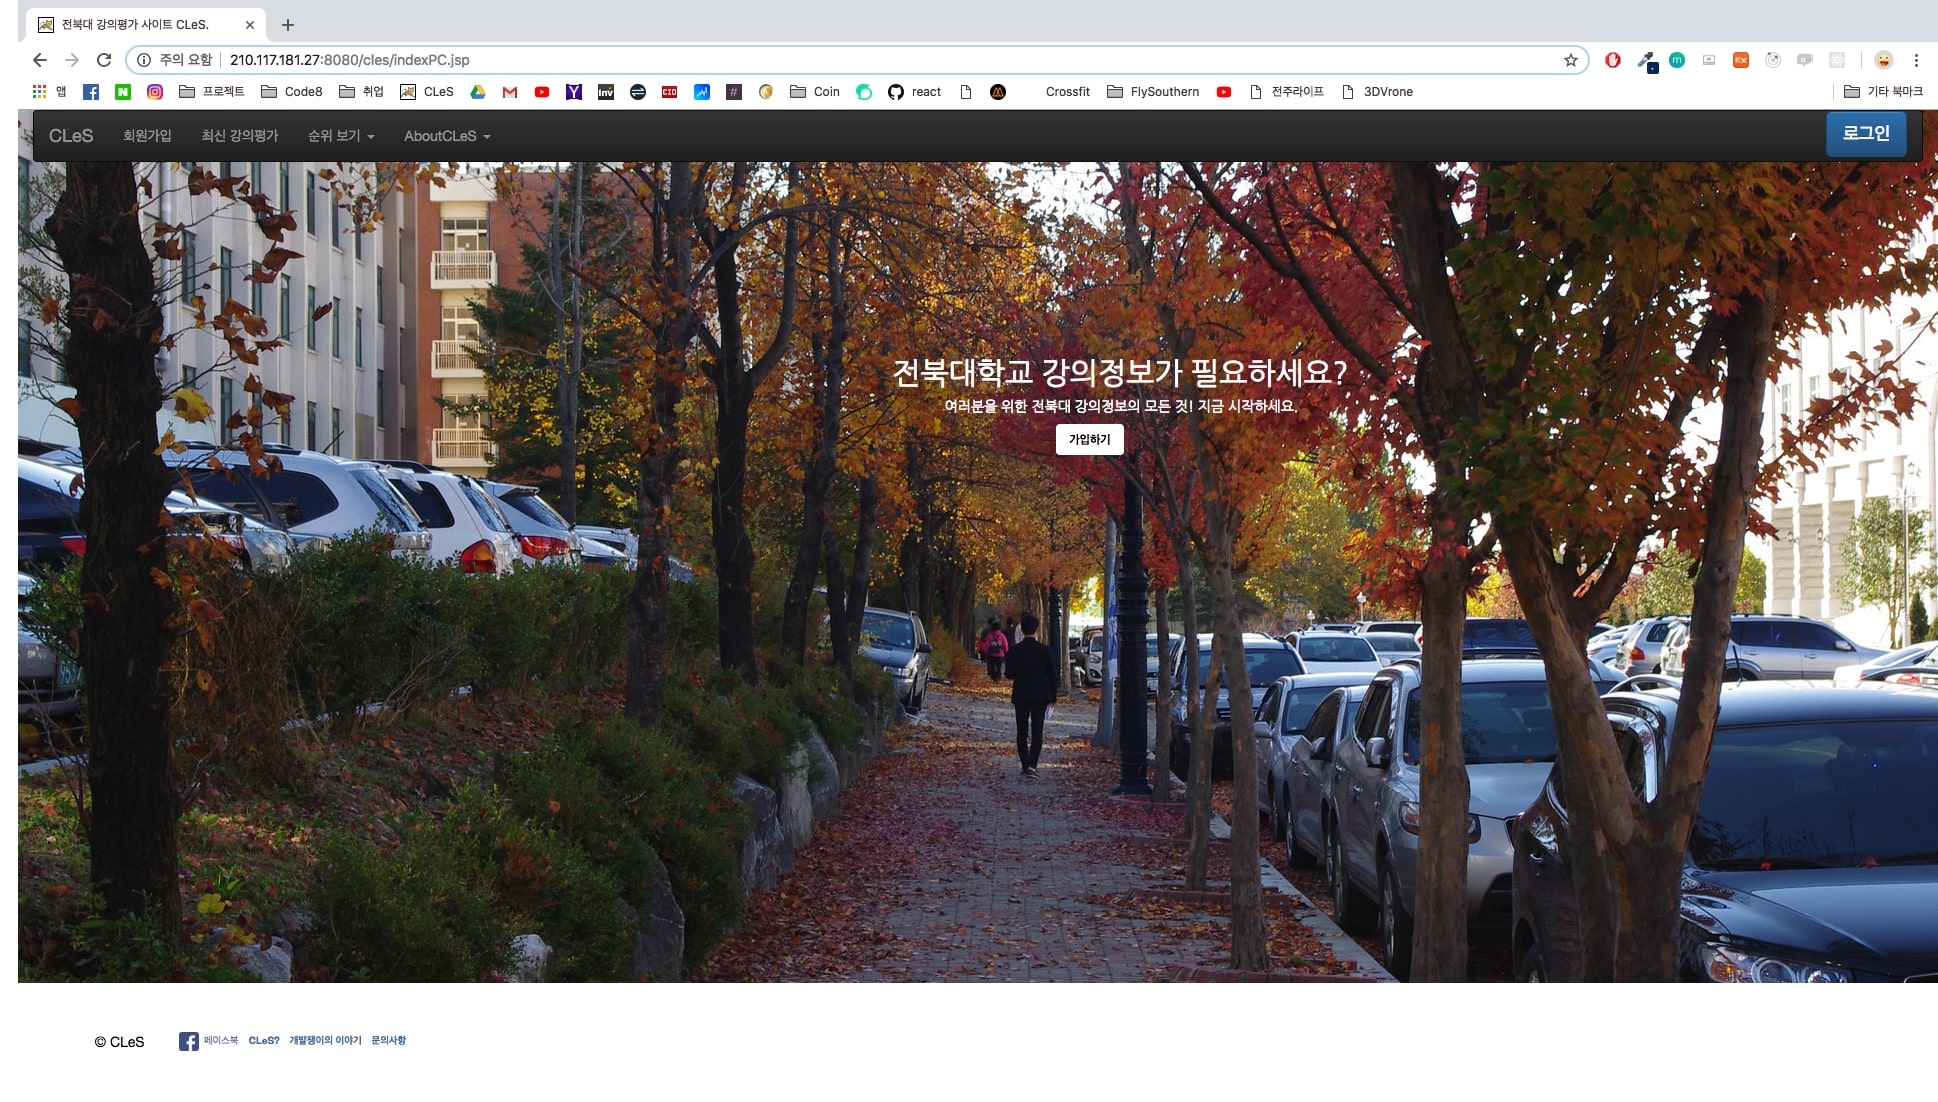 전북대 강의평가 사이트 CLeS.
주의 요함 210.117.181.27:8080/cles/indexPC.jsp
앱 프로젝트 Code8 취업 CLeS Inv CIO # Coin react Crossfit FlySouthern 전주라이프 3DVrone 기타 북마크
CLeS 회원가입 최신 강의평가 순위 보기 AboutCLeS 로그인
전북대학교 강의정보가 필요하세요?
여러분을 위한 전북대 강의정보의 모든 것! 지금 시작하세요.
가입하기
© CLeS 페이스북 CLeS? 개발쟁이의 이야기 문의사항